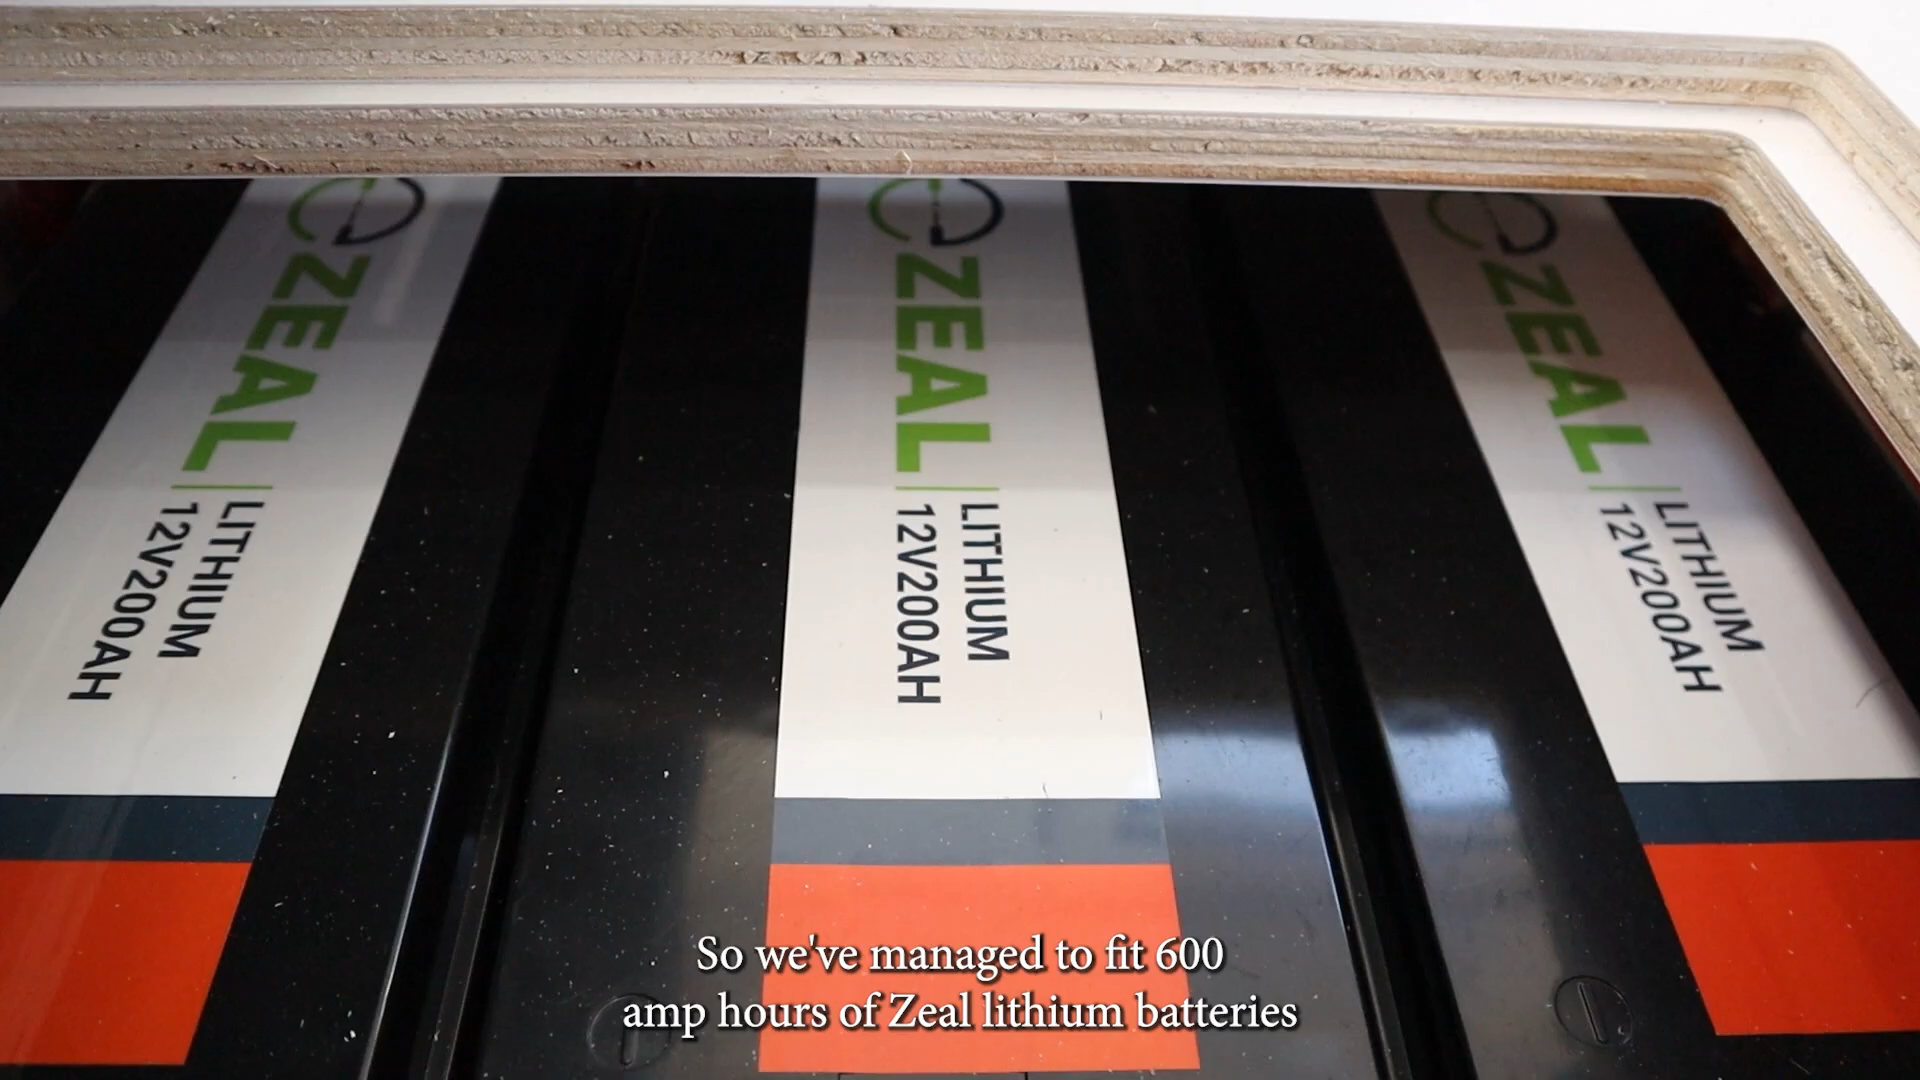 ZEAL
LITHIUM
12V200AH
ZEAL
LITHIUM
12V200AH
ZEAL
LITHIUM
12V200AH
So we've managed to fit 600
amp hours of Zeal lithium batteries